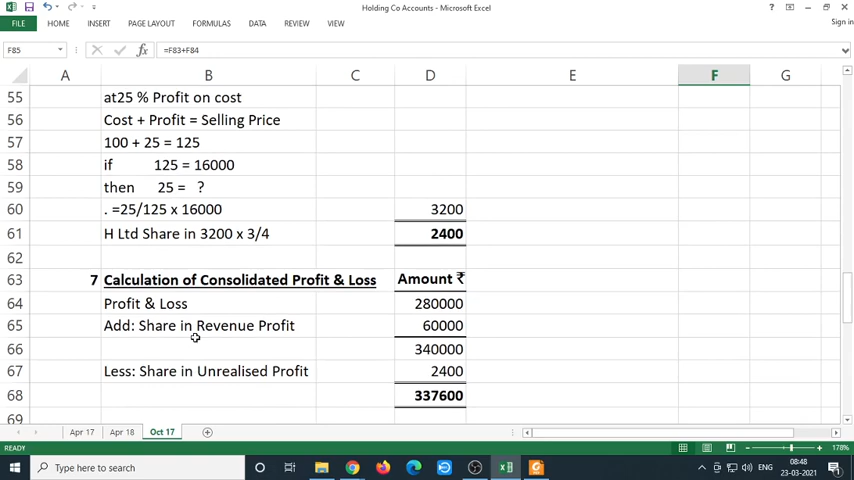 Holding Co Accounts - Microsoft Excel
Sign in
FILE HOME INSERT PAGE LAYOUT FORMULAS DATA REVIEW VIEW
F85 fx =F83+F84
A B C D E F G
55 at25 % Profit on cost
56 Cost + Profit = Selling Price
57 100 + 25 = 125
58 if 125 = 16000
59 then 25 = ?
60 . =25/125 x 16000 3200
61 H Ltd Share in 3200 x 3/4 2400
62
63 7 Calculation of Consolidated Profit & Loss Amount ₹
64 Profit & Loss 280000
65 Add: Share in Revenue Profit 60000
66 340000
67 Less: Share in Unrealised Profit 2400
68 337600
69
Apr 17 Apr 18 Oct 17
READY 178%
Type here to search
ENG
08:48
23-03-2021